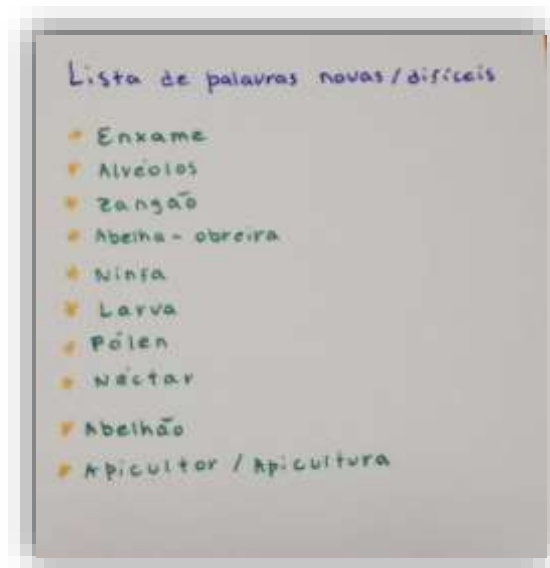 Lista de palavras novas/difíceis
Enxame
Alvéolos
Zangão
Abelha-obreira
Ninfa
Larva
Pólen
Néctar
Abelhão
Apicultor / Apicultura